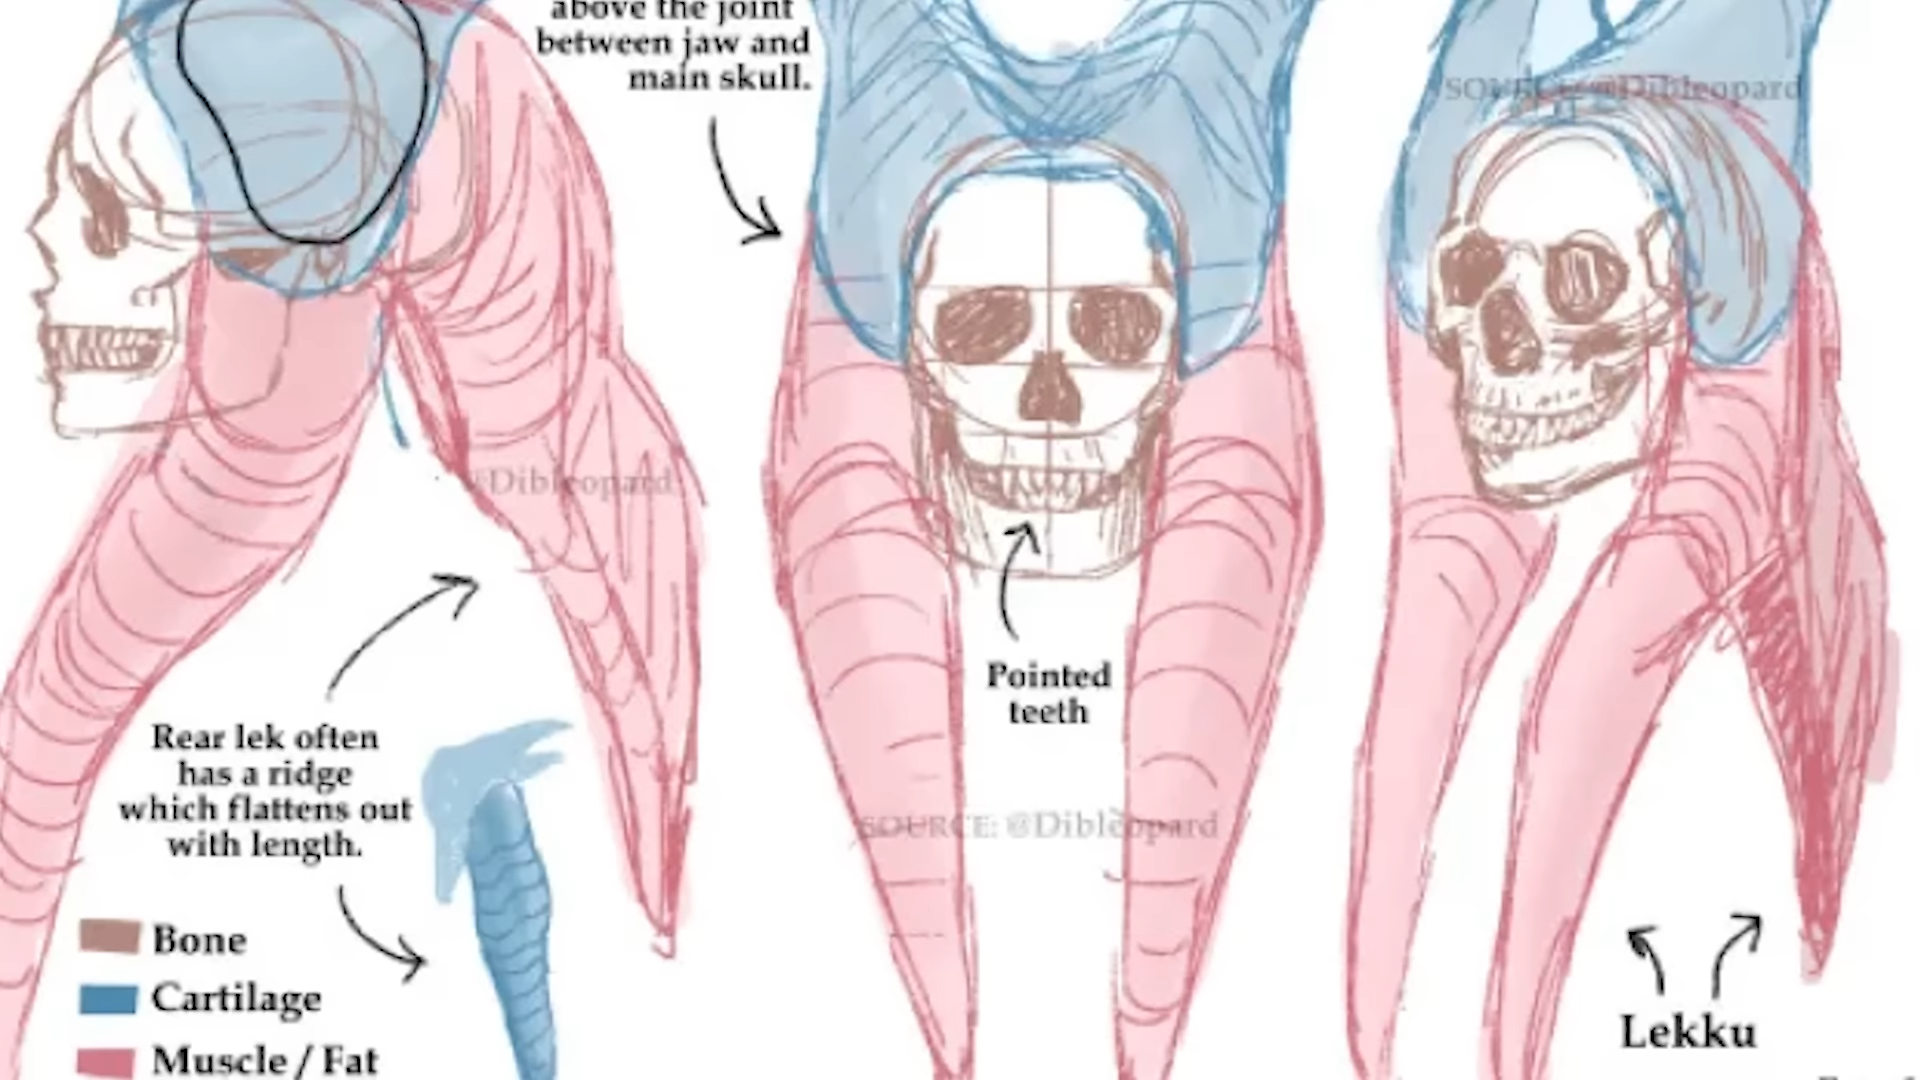 above the joint
between jaw and
main skull.
SOURCE: @Dibleopard
@Dibleopard
Pointed
teeth
Rear lek often
has a ridge
which flattens out
with length.
SOURCE: @Dibleopard
Bone
Cartilage
Muscle / Fat
Lekku